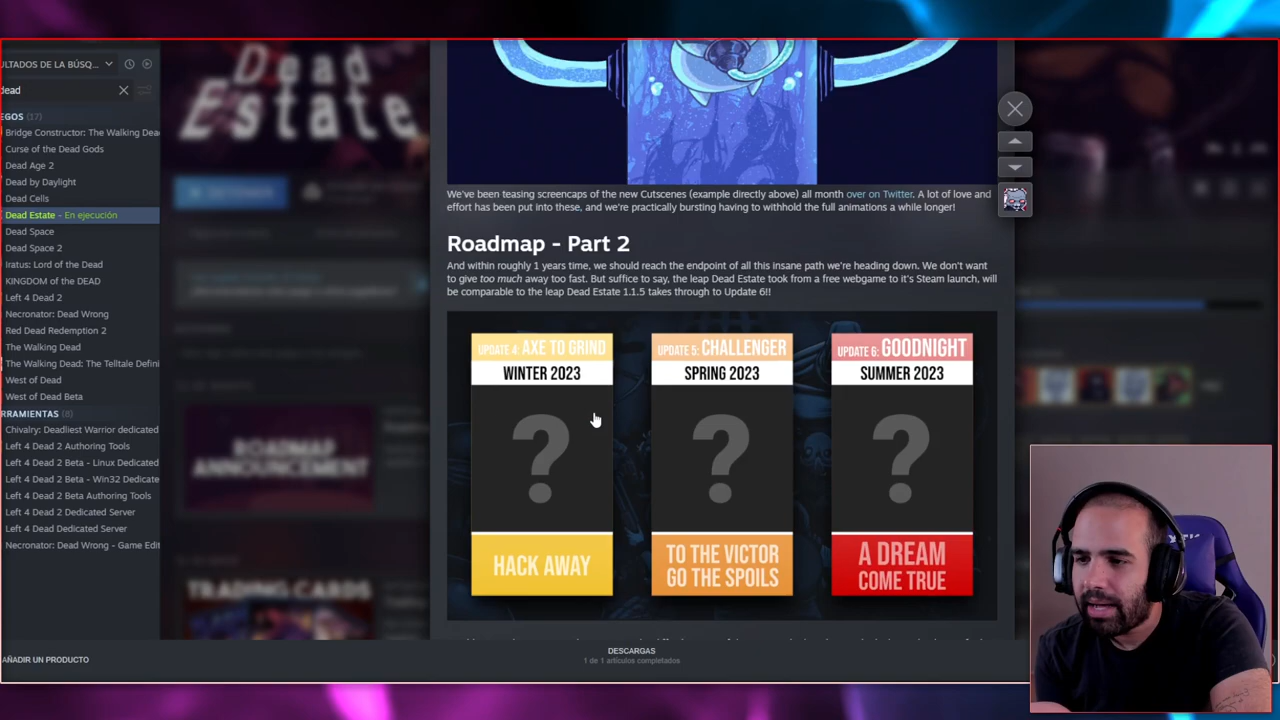 ULTADOS DE LA BÚSQ...
dead
EGOS (17)
Bridge Constructor: The Walking Dea
Curse of the Dead Gods
Dead Age 2
Dead by Daylight
Dead Cells
Dead Estate – En ejecución
Dead Space
Dead Space 2
Iratus: Lord of the Dead
KINGDOM of the DEAD
Left 4 Dead 2
Necronator: Dead Wrong
Red Dead Redemption 2
The Walking Dead
The Walking Dead: The Telltale Defini
West of Dead
West of Dead Beta
RRAMIENTAS (8)
Chivalry: Deadliest Warrior dedicated
Left 4 Dead 2 Authoring Tools
Left 4 Dead 2 Beta - Linux Dedicated
Left 4 Dead 2 Beta - Win32 Dedicate
Left 4 Dead 2 Beta Authoring Tools
Left 4 Dead 2 Dedicated Server
Left 4 Dead Dedicated Server
Necronator: Dead Wrong - Game Edit
AÑADIR UN PRODUCTO
Dead
Estate
ROADMAP
ANNOUNCEMENT
TRADING CARDS
We've been teasing screencaps of the new Cutscenes (example directly above) all month over on Twitter. A lot of love and
effort has been put into these, and we're practically bursting having to withhold the full animations a while longer!
Roadmap - Part 2
And within roughly 1 years time, we should reach the endpoint of all this insane path we're heading down. We don't want
to give too much away too fast. But suffice to say, the leap Dead Estate took from a free webgame to it's Steam launch, will
be comparable to the leap Dead Estate 1.1.5 takes through to Update 6!!
UPDATE 4: AXE TO GRIND
WINTER 2023
?
HACK AWAY
UPDATE 5: CHALLENGER
SPRING 2023
?
TO THE VICTOR
GO THE SPOILS
UPDATE 6: GOODNIGHT
SUMMER 2023
?
A DREAM
COME TRUE
DESCARGAS
1 de 1 artículos completados